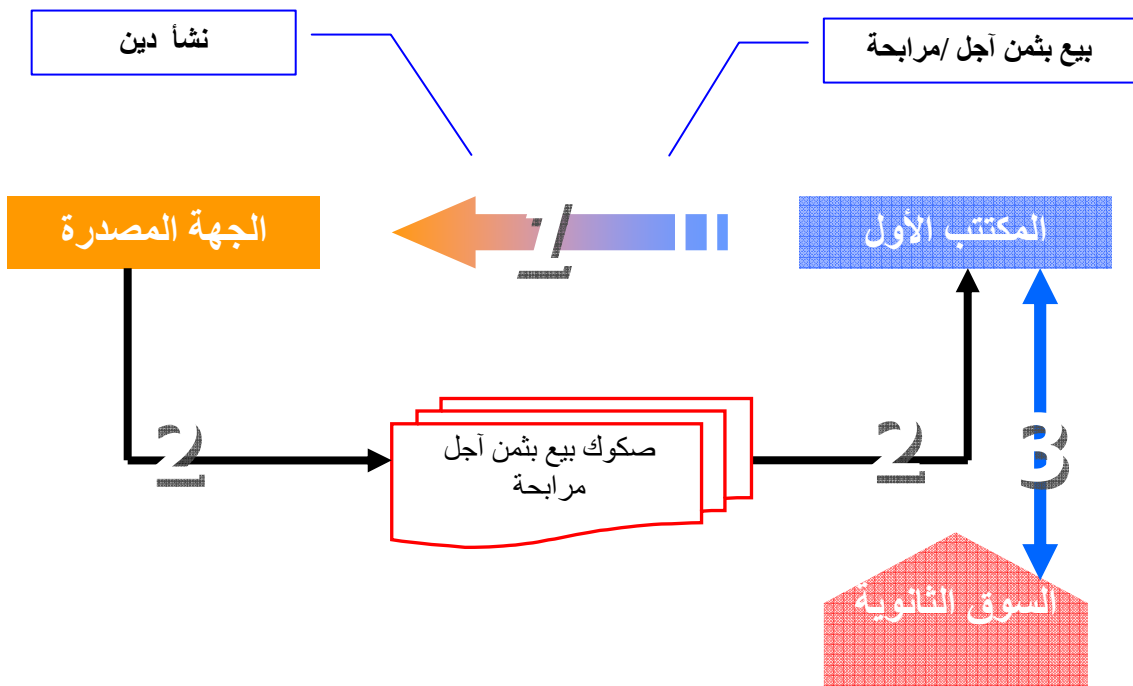 بيع بثمن آجل /مرابحة
نشأ دين
المكتتب الأول
1
الجهة المصدرة
صكوك بيع بثمن آجل
مرابحة
2
2
3
السوق الثانوية